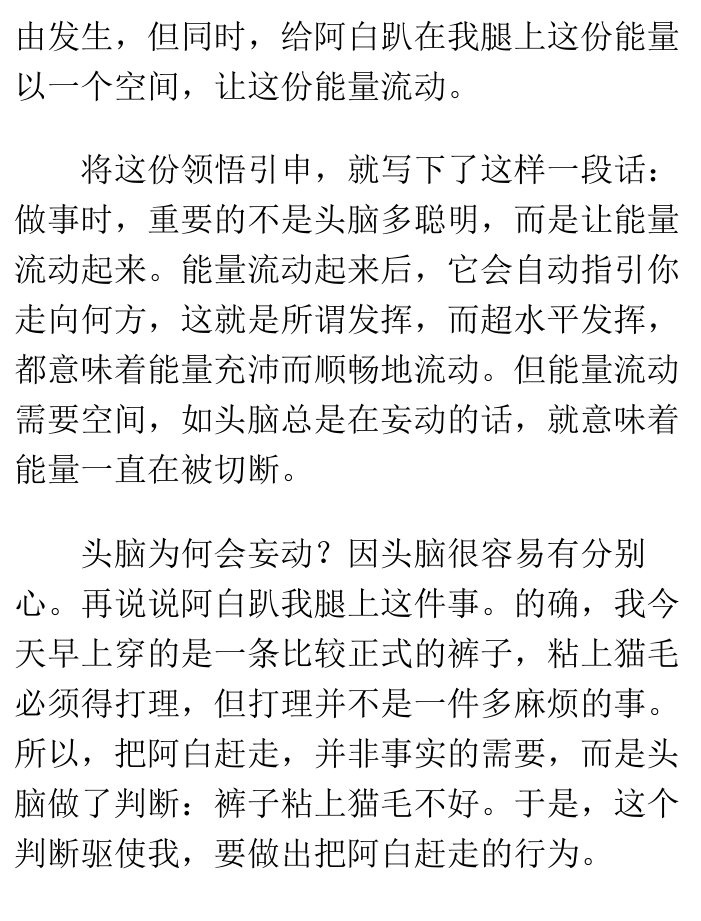 由发生，但同时，给阿白趴在我腿上这份能量
以一个空间，让这份能量流动。
将这份领悟引申，就写下了这样一段话：
做事时，重要的不是头脑多聪明，而是让能量
流动起来。能量流动起来后，它会自动指引你
走向何方，这就是所谓发挥，而超水平发挥，
都意味着能量充沛而顺畅地流动。但能量流动
需要空间，如头脑总是在妄动的话，就意味着
能量一直在被切断。
头脑为何会妄动？因头脑很容易有分别
心。再说说阿白趴我腿上这件事。的确，我今
天早上穿的是一条比较正式的裤子，粘上猫毛
必须得打理，但打理并不是一件多麻烦的事。
所以，把阿白赶走，并非事实的需要，而是头
脑做了判断：裤子粘上猫毛不好。于是，这个
判断驱使我，要做出把阿白赶走的行为。